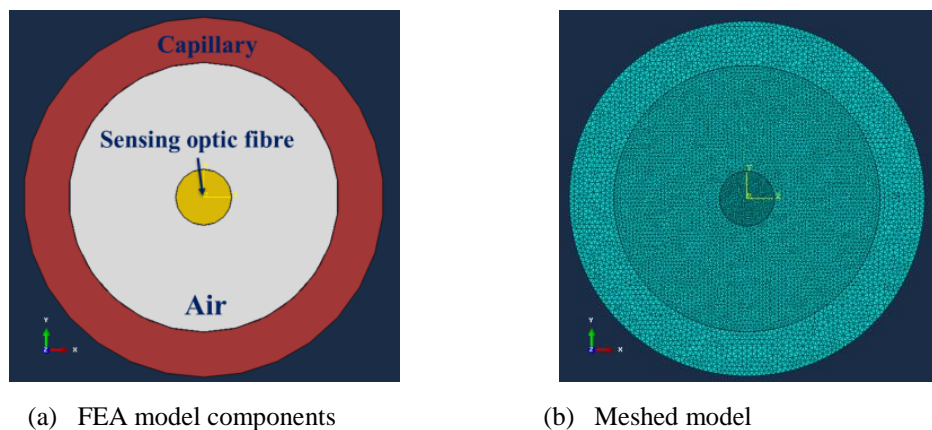 Capillary
Sensing optic fibre
Air
Y
Z X
Y
X
Z
Y
Z X
(a) FEA model components
(b) Meshed model